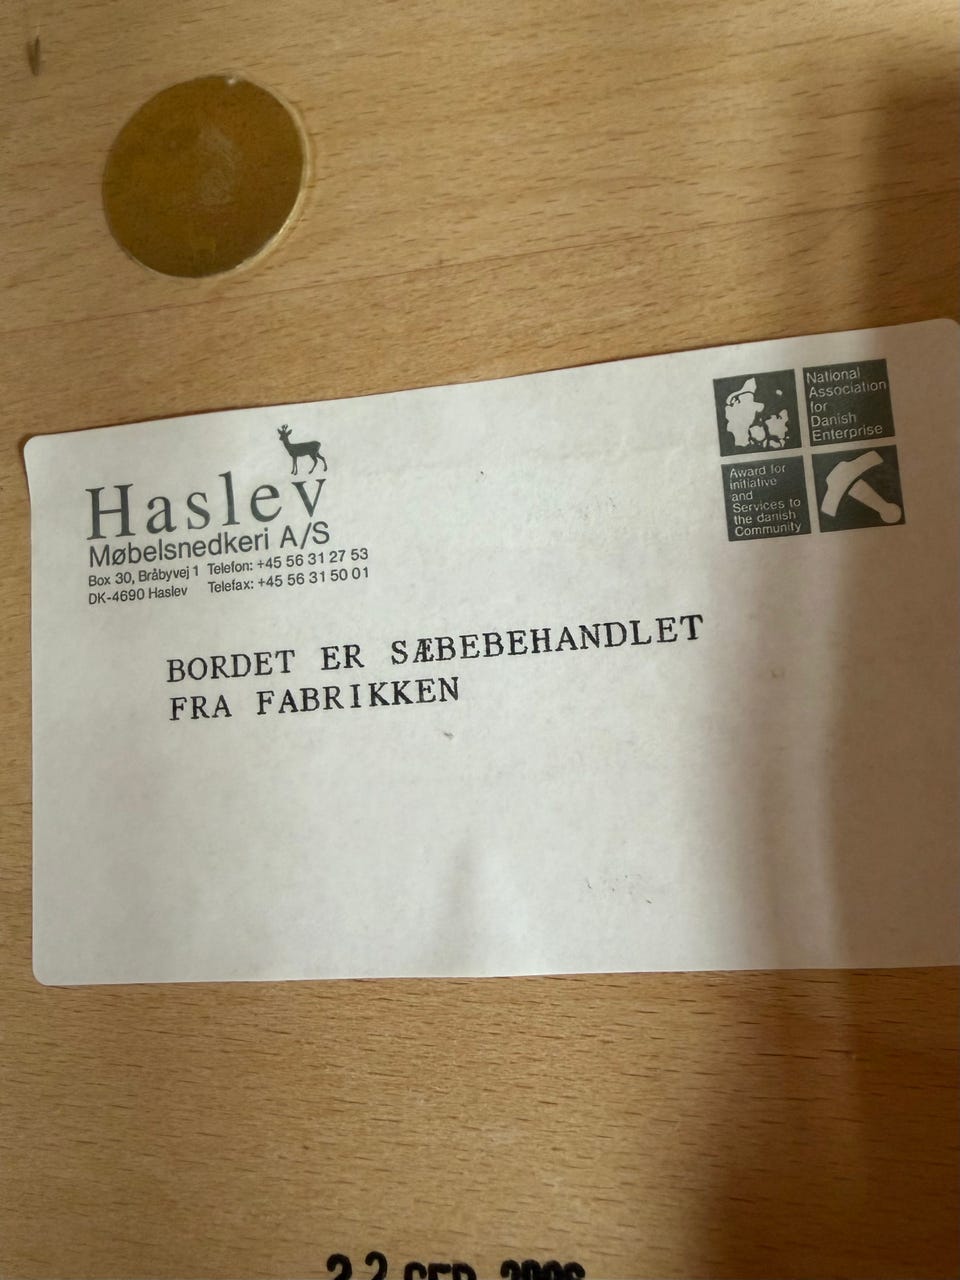 Haslev
Møbelsnedkeri A/S
Box 30, Bråbyvej 1 Telefon: +45 56 31 27 53
DK-4690 Haslev Telefax: +45 56 31 50 01
National
Association
for
Danish
Enterprise
Award for
initiative
and
Services to
the danish
Community
BORDET ER SÆBEBEHANDLET
FRA FABRIKKEN
22